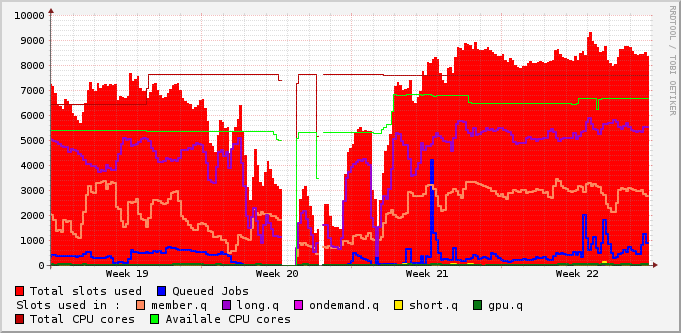 10000
9000
8000
7000
6000
5000
4000
3000
2000
1000
0
Week 19 Week 20 Week 21 Week 22
Total slots used Queued Jobs
Slots used in : member.q long.q ondemand.q short.q gpu.q
Total CPU cores Availale CPU cores
RRDTOOL / TOBI OETIKER